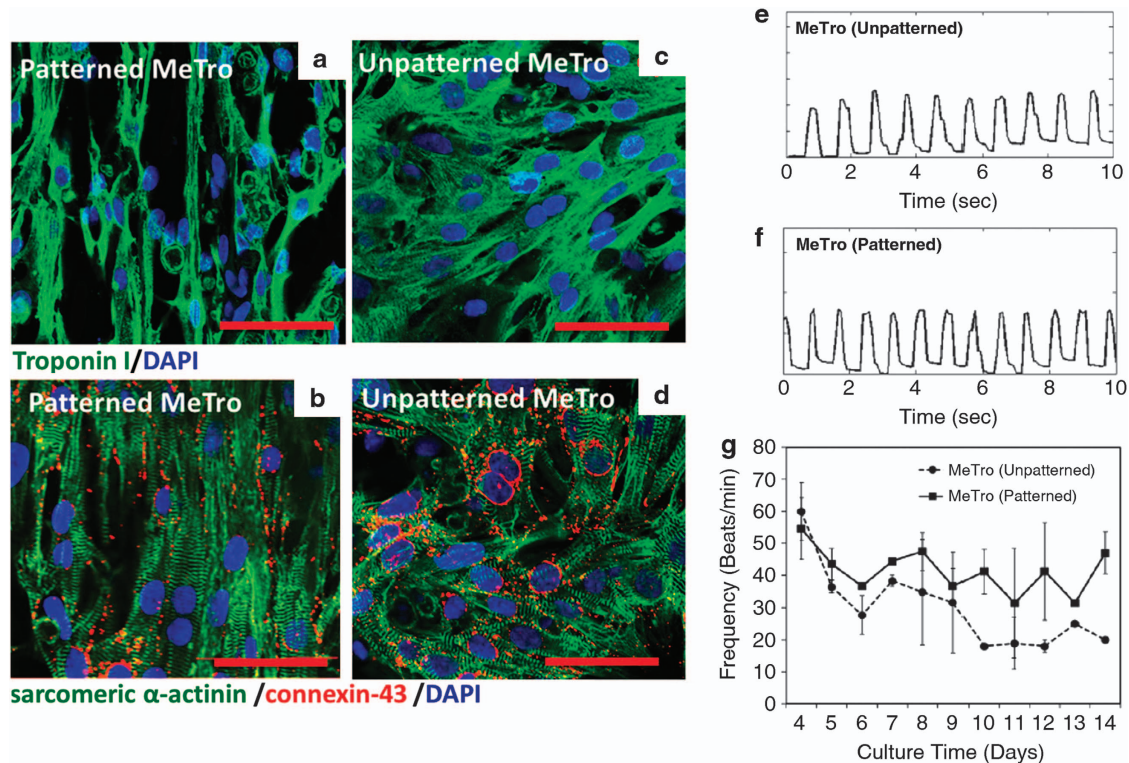 Patterned MeTro
a
Unpatterned MeTro
c
Troponin I/DAPI
Patterned MeTro
b
Unpatterned MeTro
d
sarcomeric α-actinin /connexin-43 /DAPI
e
MeTro (Unpatterned)
0 2 4 6 8 10
Time (sec)
f
MeTro (Patterned)
0 2 4 6 8 10
Time (sec)
g
MeTro (Unpatterned)
MeTro (Patterned)
80
70
60
50
40
30
20
10
0
Frequency (Beats/min)
4 5 6 7 8 9 10 11 12 13 14
Culture Time (Days)